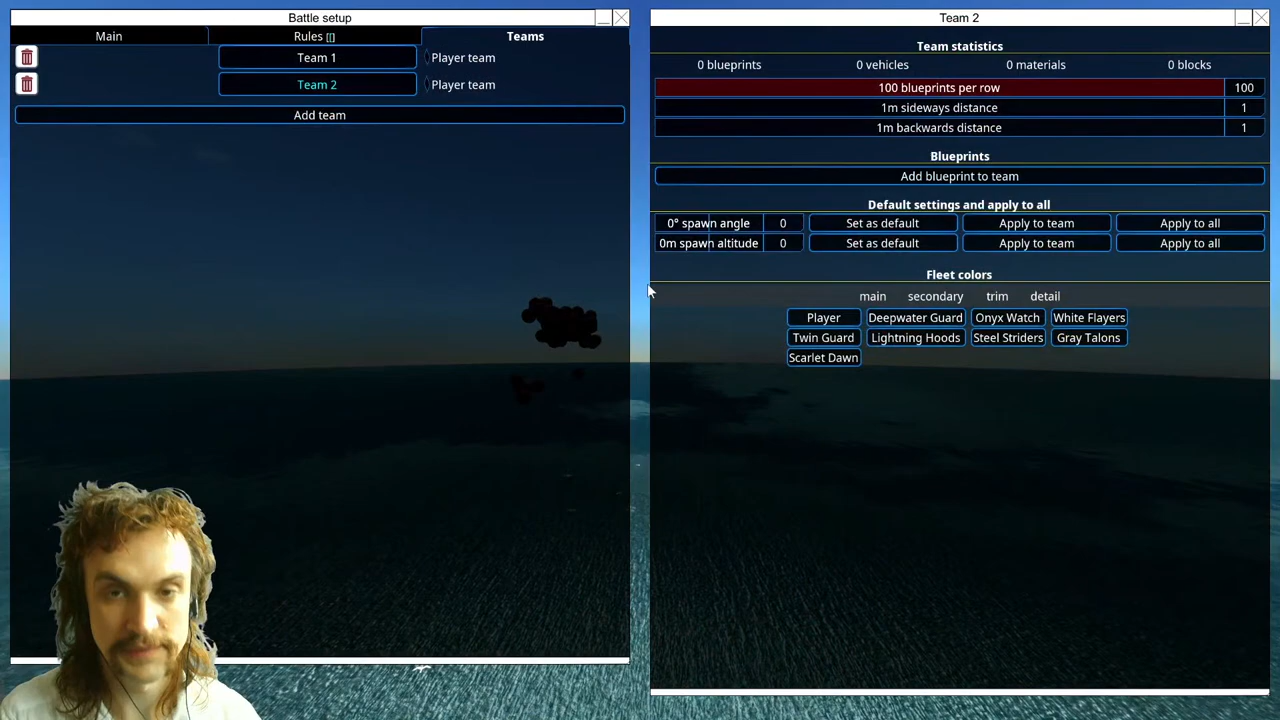 Battle setup
Main
Rules [[]
Teams
Team 1
Player team
Team 2
Player team
Add team
Team 2
Team statistics
0 blueprints
0 vehicles
0 materials
0 blocks
100 blueprints per row
100
1m sideways distance
1
1m backwards distance
1
Blueprints
Add blueprint to team
Default settings and apply to all
0° spawn angle
0
Set as default
Apply to team
Apply to all
0m spawn altitude
0
Set as default
Apply to team
Apply to all
Fleet colors
main
secondary
trim
detail
Player
Deepwater Guard
Onyx Watch
White Flayers
Twin Guard
Lightning Hoods
Steel Striders
Gray Talons
Scarlet Dawn